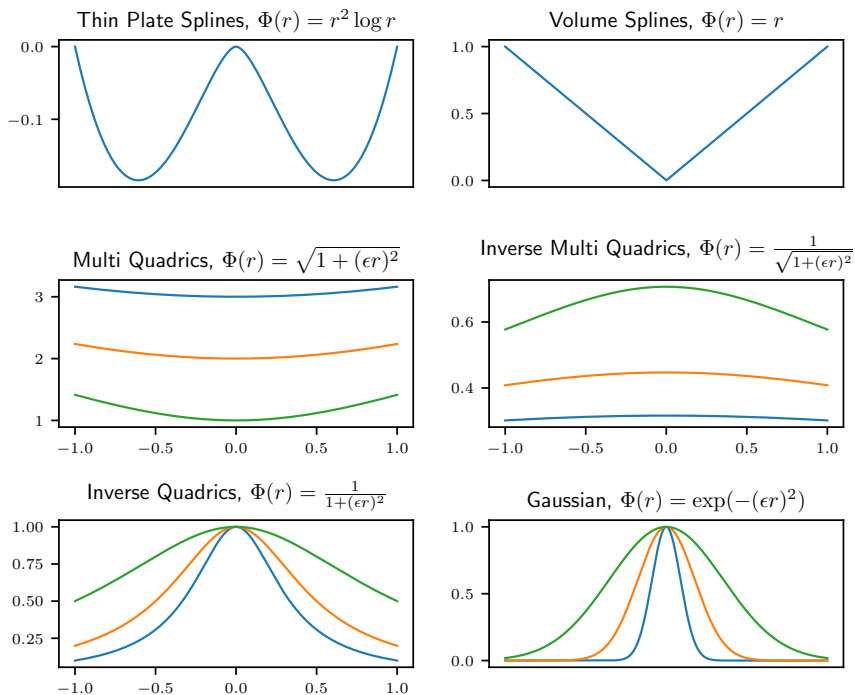 Thin Plate Splines, Φ(r) = r² log r
0.0
−0.1
Volume Splines, Φ(r) = r
1.0
0.5
0.0
Multi Quadrics, Φ(r) = √(1 + (ϵr)²)
3
2
1
−1.0 −0.5 0.0 0.5 1.0
Inverse Multi Quadrics, Φ(r) = 1/√(1+(ϵr)²)
0.6
0.4
−1.0 −0.5 0.0 0.5 1.0
Inverse Quadrics, Φ(r) = 1/(1+(ϵr)²)
1.00
0.75
0.50
0.25
−1.0 −0.5 0.0 0.5 1.0
Gaussian, Φ(r) = exp(−(ϵr)²)
1.0
0.5
0.0